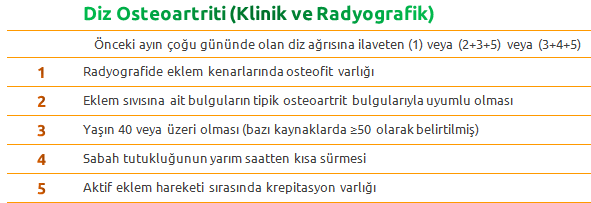 Diz Osteoartriti (Klinik ve Radyografik)
Önceki ayın çoğu gününde olan diz ağrısına ilaveten (1) veya (2+3+5) veya (3+4+5)
1 Radyografide eklem kenarlarında osteofit varlığı
2 Eklem sıvısına ait bulguların tipik osteoartrit bulgularıyla uyumlu olması
3 Yaşın 40 veya üzeri olması (bazı kaynaklarda ≥50 olarak belirtilmiş)
4 Sabah tutukluğunun yarım saatten kısa sürmesi
5 Aktif eklem hareketi sırasında krepitasyon varlığı